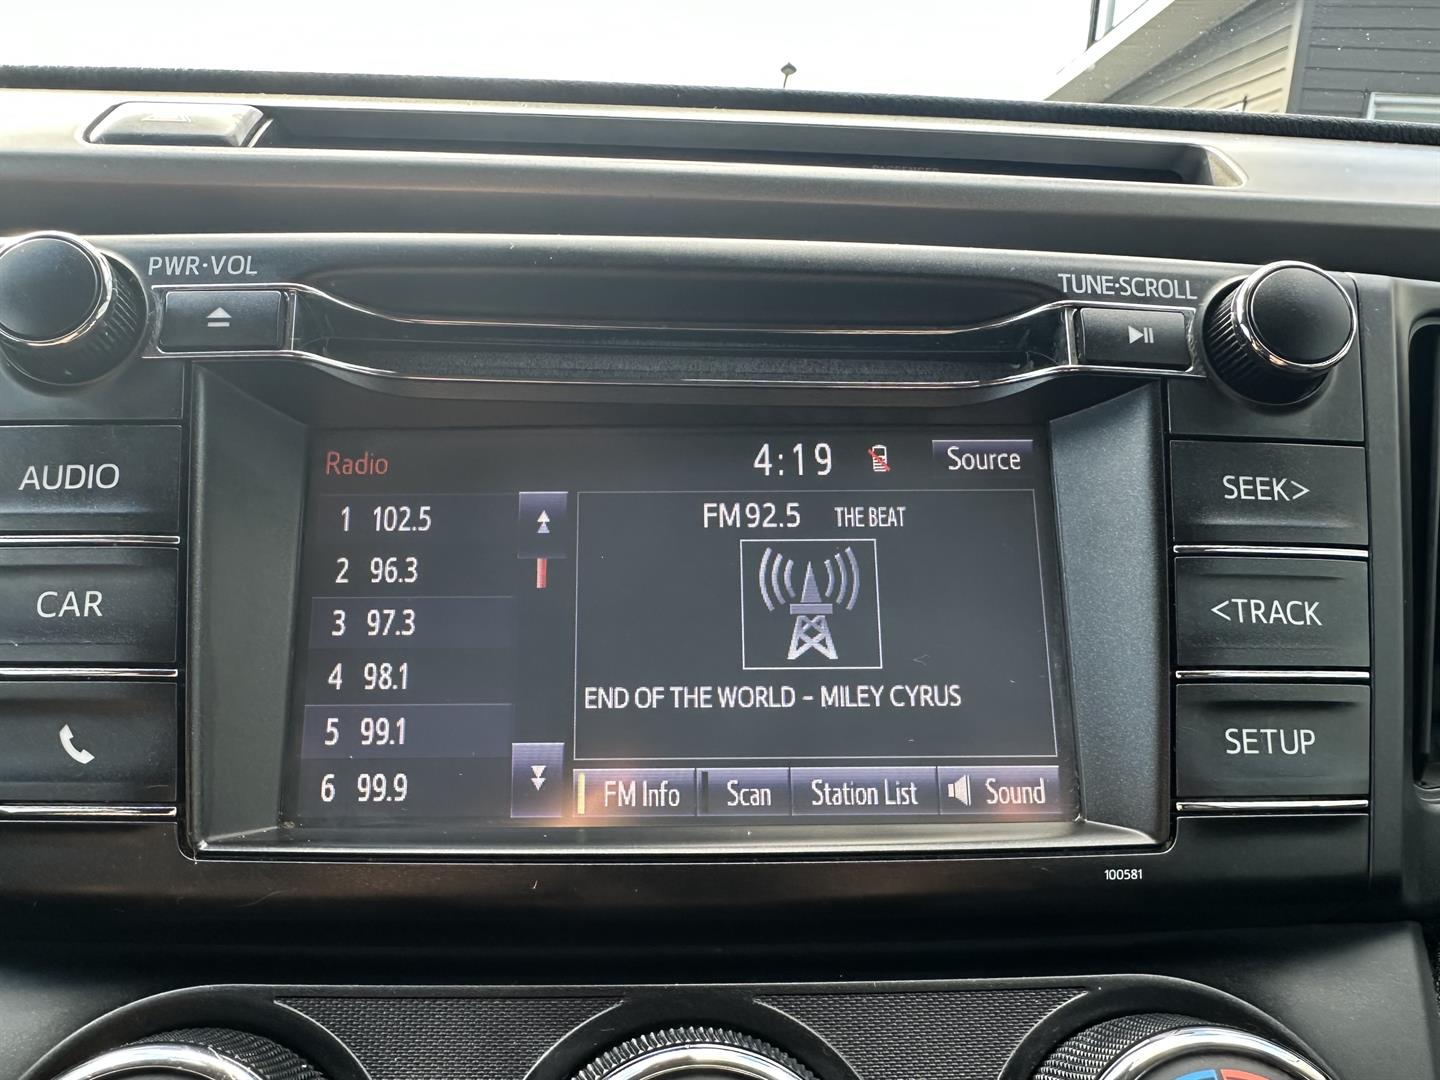 PWR·VOL
TUNE·SCROLL
AUDIO
CAR
SEEK>
<TRACK
SETUP
Radio
4:19
Source
1 102.5
2 96.3
3 97.3
4 98.1
5 99.1
6 99.9
FM 92.5 THE BEAT
END OF THE WORLD - MILEY CYRUS
FM Info
Scan
Station List
Sound
100581